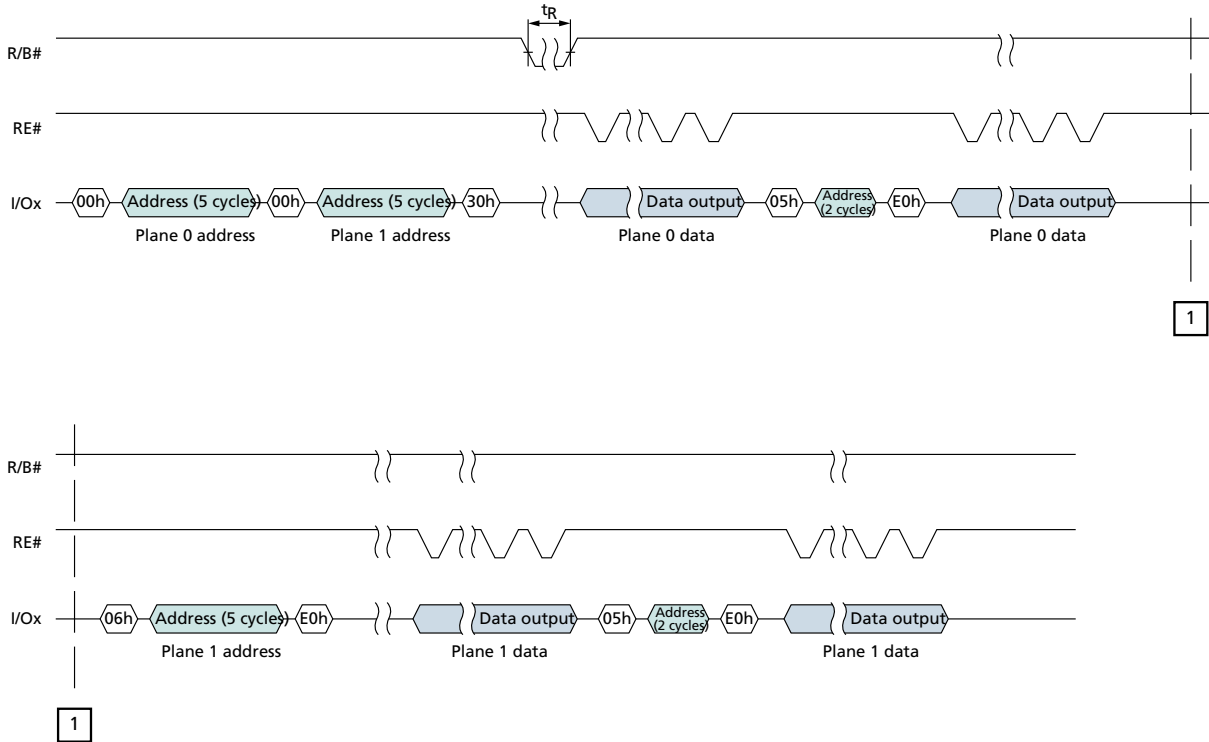 tR
R/B#
RE#
I/Ox
00h Address (5 cycles) 00h Address (5 cycles) 30h Data output 05h Address (2 cycles) E0h Data output
Plane 0 address Plane 1 address Plane 0 data Plane 0 data
1
R/B#
RE#
I/Ox
06h Address (5 cycles) E0h Data output 05h Address (2 cycles) E0h Data output
Plane 1 address Plane 1 data Plane 1 data
1